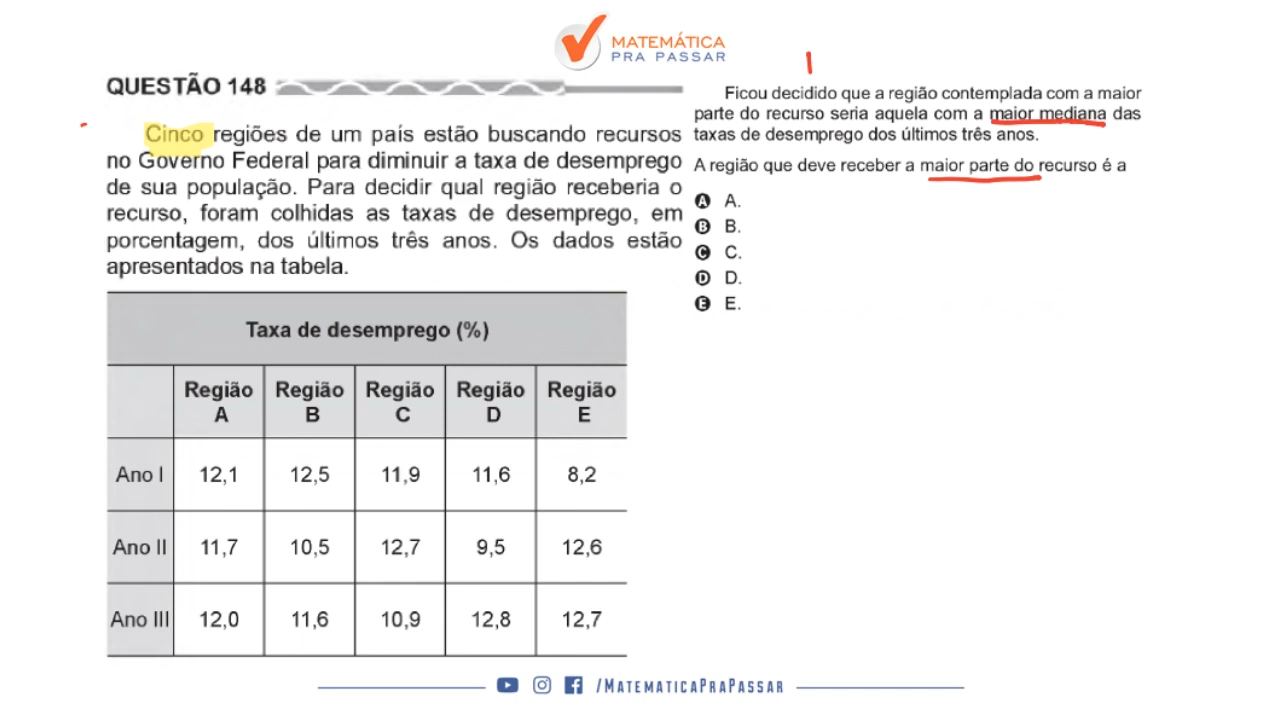 MATEMÁTICA
PRA PASSAR
QUESTÃO 148
Cinco regiões de um país estão buscando recursos
no Governo Federal para diminuir a taxa de desemprego
de sua população. Para decidir qual região receberia o
recurso, foram colhidas as taxas de desemprego, em
porcentagem, dos últimos três anos. Os dados estão
apresentados na tabela.
Taxa de desemprego (%)
Região A Região B Região C Região D Região E
Ano I 12,1 12,5 11,9 11,6 8,2
Ano II 11,7 10,5 12,7 9,5 12,6
Ano III 12,0 11,6 10,9 12,8 12,7
Ficou decidido que a região contemplada com a maior
parte do recurso seria aquela com a maior mediana das
taxas de desemprego dos últimos três anos.
A região que deve receber a maior parte do recurso é a
A A.
B B.
C C.
D D.
E E.
/MATEMATICAPRAPASSAR